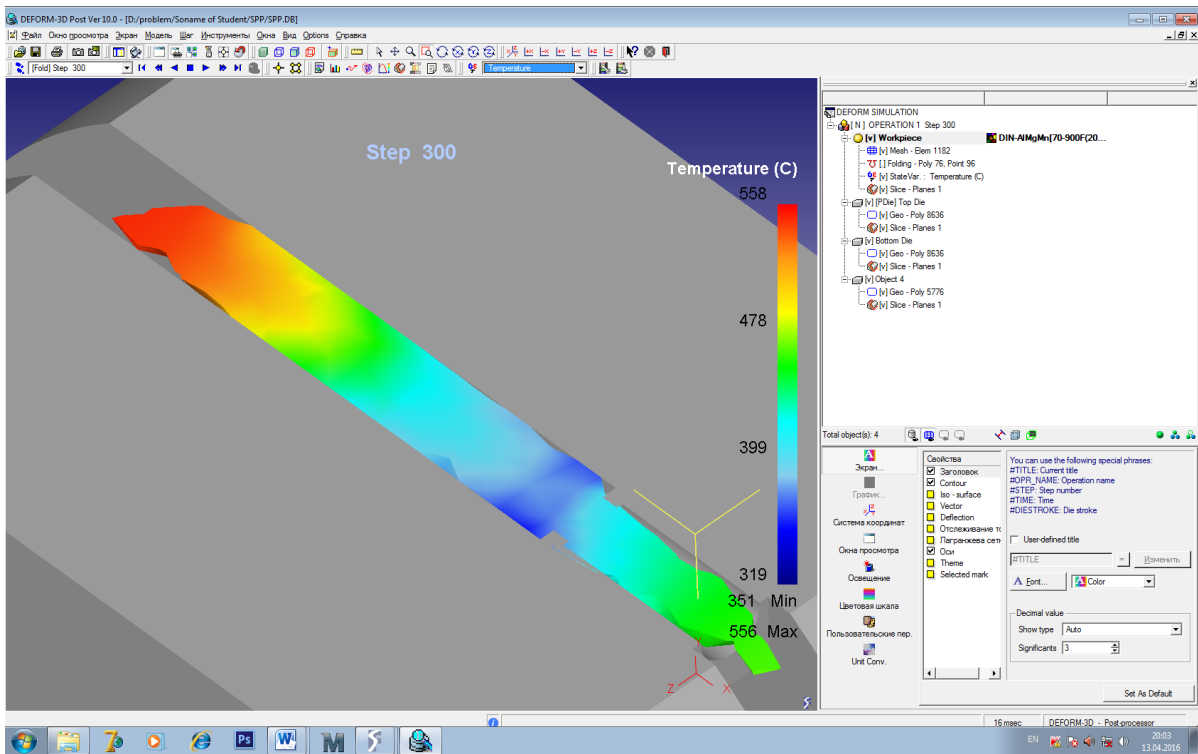 DEFORM-3D Post Ver 10.0 - [D:/problem/Soname of Student/SPP/SPP.DB]
Файл Окно просмотра Экран Модель Шаг Инструменты Окна Вид Options Справка
[Fold] Step 300
Temperature
Step 300
Temperature (C)
558
478
399
319
351 Min
556 Max
Z
X
DEFORM SIMULATION
[ N ] OPERATION 1 Step 300
[v] Workpiece
DIN-AlMgMn[70-900F(20...
[v] Mesh - Elem 1182
[.] Folding - Poly 76, Point 96
[v] StateVar. : Temperature (C)
[v] Slice - Planes 1
[v] [PDie] Top Die
[v] Geo - Poly 8636
[v] Slice - Planes 1
[v] Bottom Die
[v] Geo - Poly 8636
[v] Slice - Planes 1
[v] Object 4
[v] Geo - Poly 5776
[v] Slice - Planes 1
Total object(s): 4
Экран...
График...
Система координат
Окна просмотра
Освещение
Цветовая шкала
Пользовательские пер.
Unit Conv.
Свойства
Заголовок
Contour
Iso - surface
Vector
Deflection
Отслеживание то
Лагранжева сет
Оси
Theme
Selected mark
You can use the following special phrases:
#TITLE: Current title
#OPR_NAME: Operation name
#STEP: Step number
#TIME: Time
#DIESTROKE: Die stroke
User-defined title
#TITLE
Изменить
Font...
Color
Decimal value
Show type
Auto
Significants
3
Set As Default
16 msec
DEFORM-3D - Post-processor
Ps
W
M
EN
20:03
13.04.2016